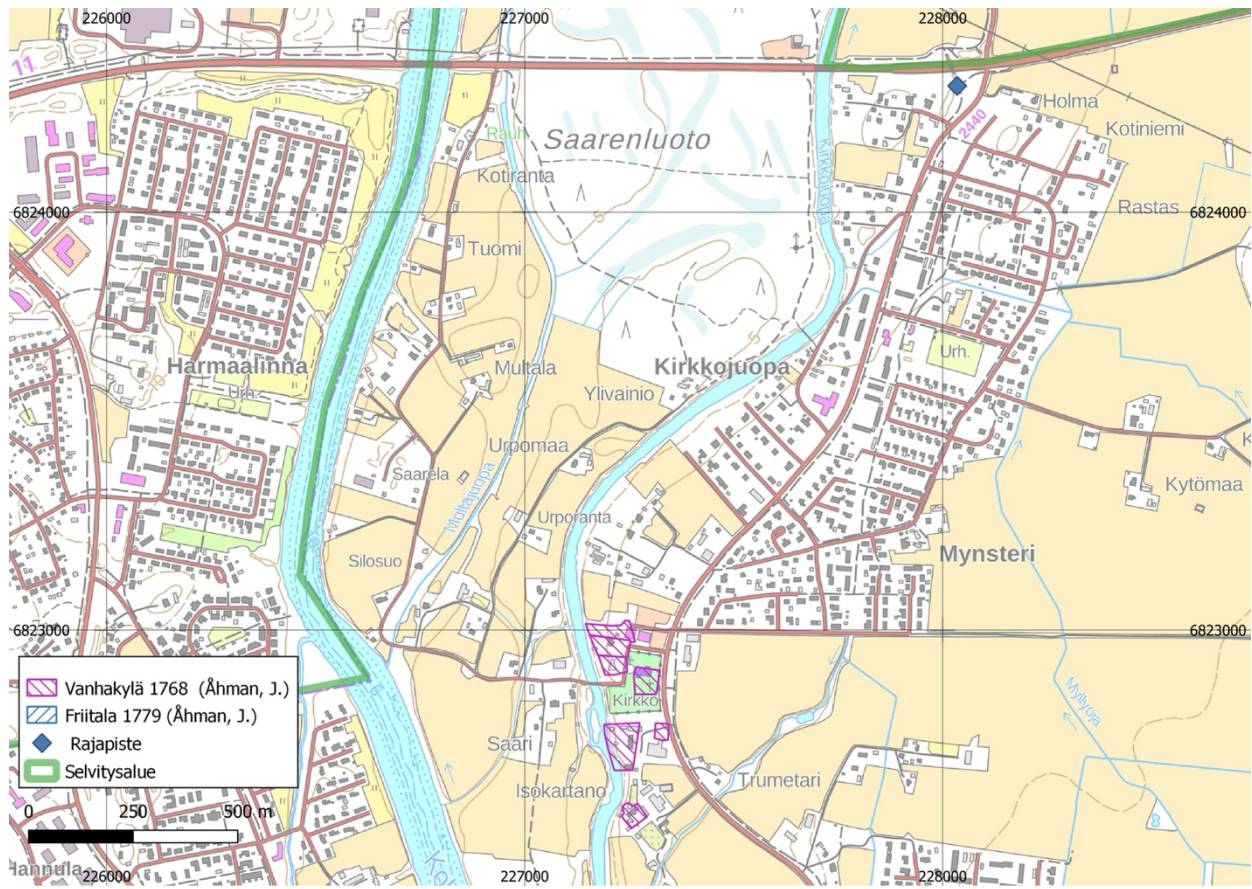 226000
227000
228000
11
Saarenluoto
Rauh.
Kotiranta
Kirkkojuopa
2440
Holma
Kotiniemi
6824000
6824000
Rastas
Tuomi
Harmaalinna
Urh.
Multala
Ylivainio
Kirkkojuopa
Urh.
Urpomaa
Saarela
Multajuopa
Kytömaa
Urporanta
Silosuo
Mynsteri
6823000
6823000
Kirkko
Myllyoja
Saari
Isokartano
Trumetari
Vanhakylä 1768 (Åhman, J.)
Friitala 1779 (Åhman, J.)
Rajapiste
Selvitysalue
0 250 500 m
Hannula
226000
227000
228000